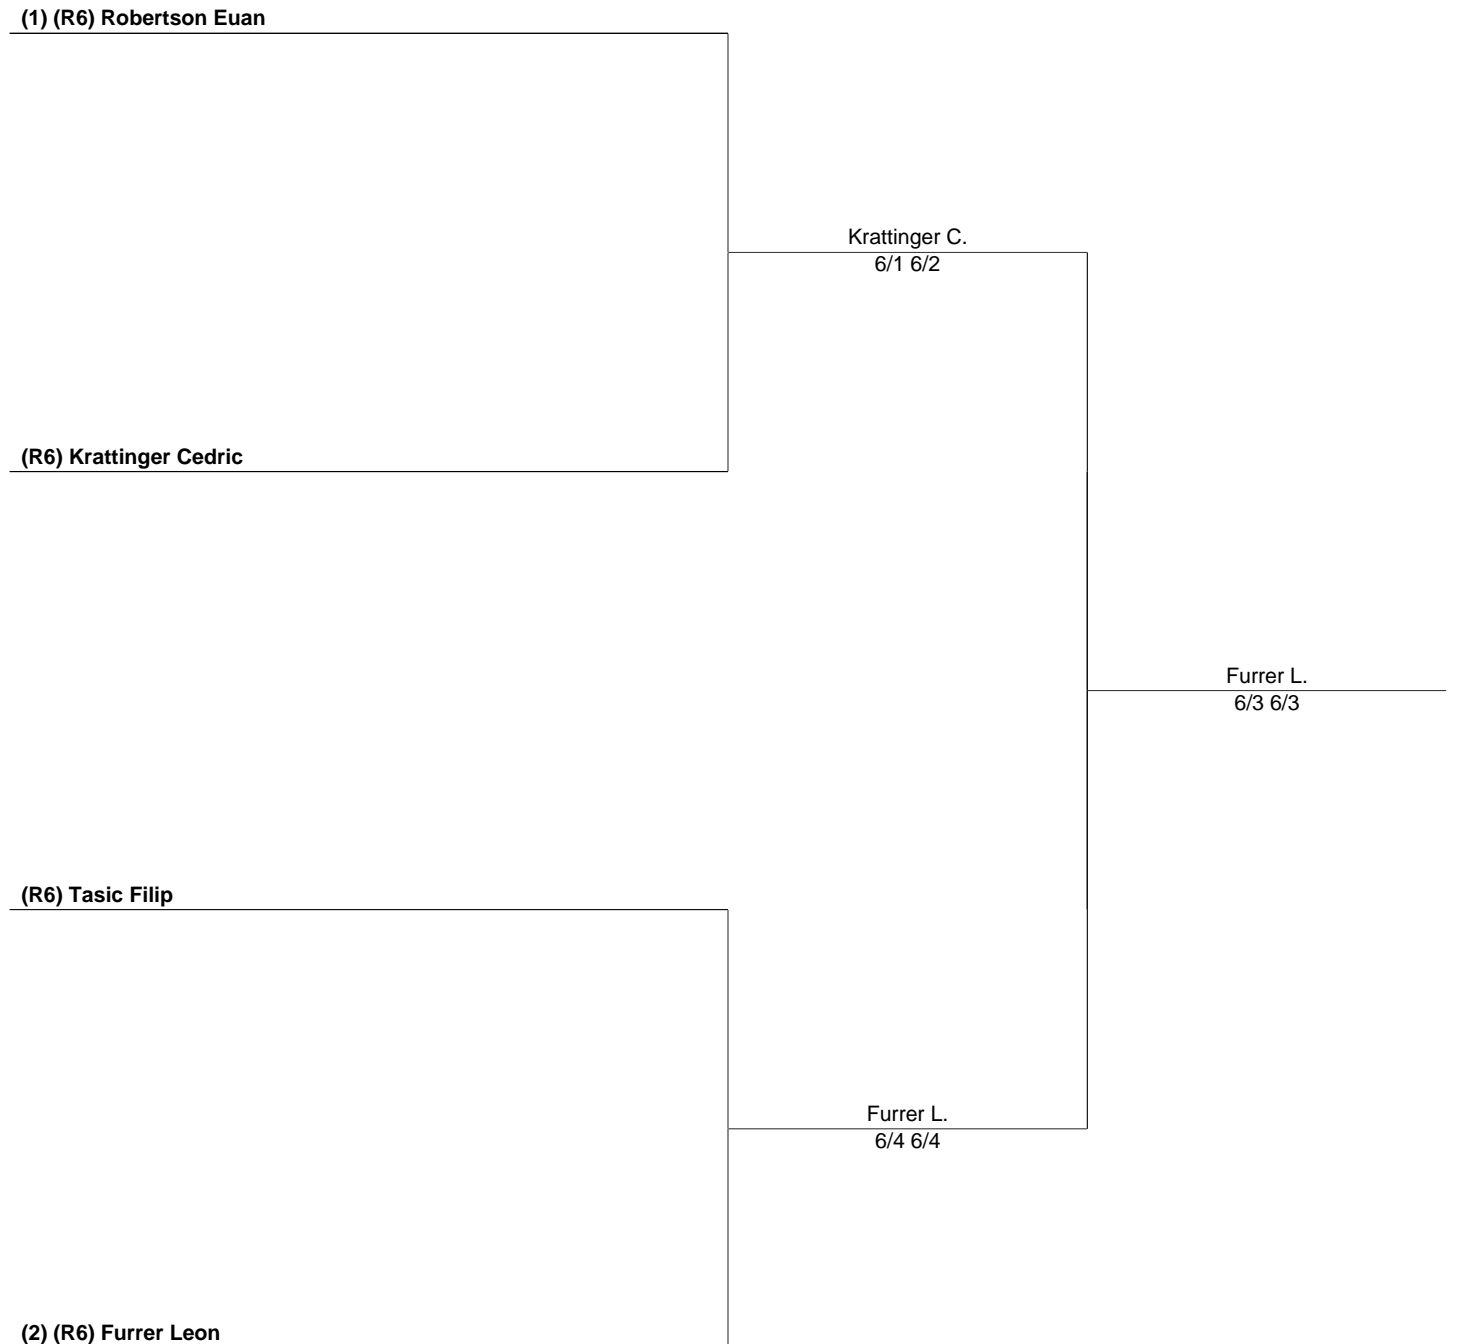 (1) (R6) Robertson Euan
Krattinger C.
6/1 6/2
(R6) Krattinger Cedric
Furrer L.
6/3 6/3
(R6) Tasic Filip
Furrer L.
6/4 6/4
(2) (R6) Furrer Leon